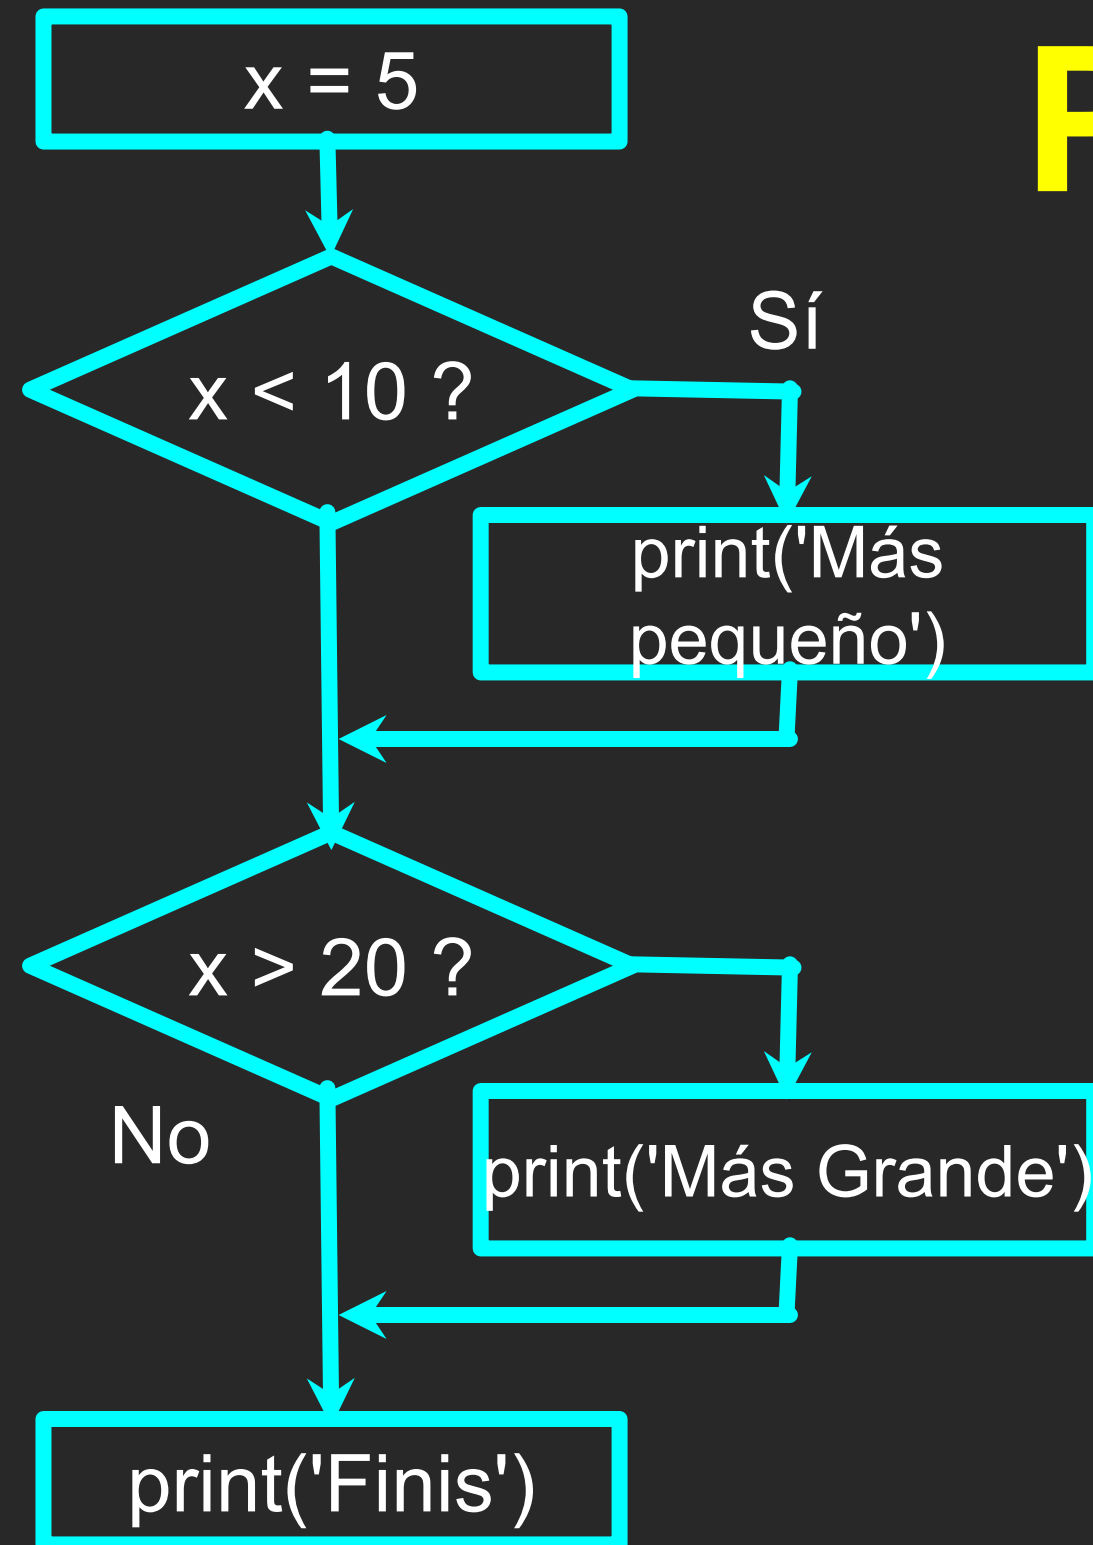 x = 5
Sí
x < 10 ?
print('Más
pequeño')
x > 20 ?
No
print('Más Grande')
print('Finis')